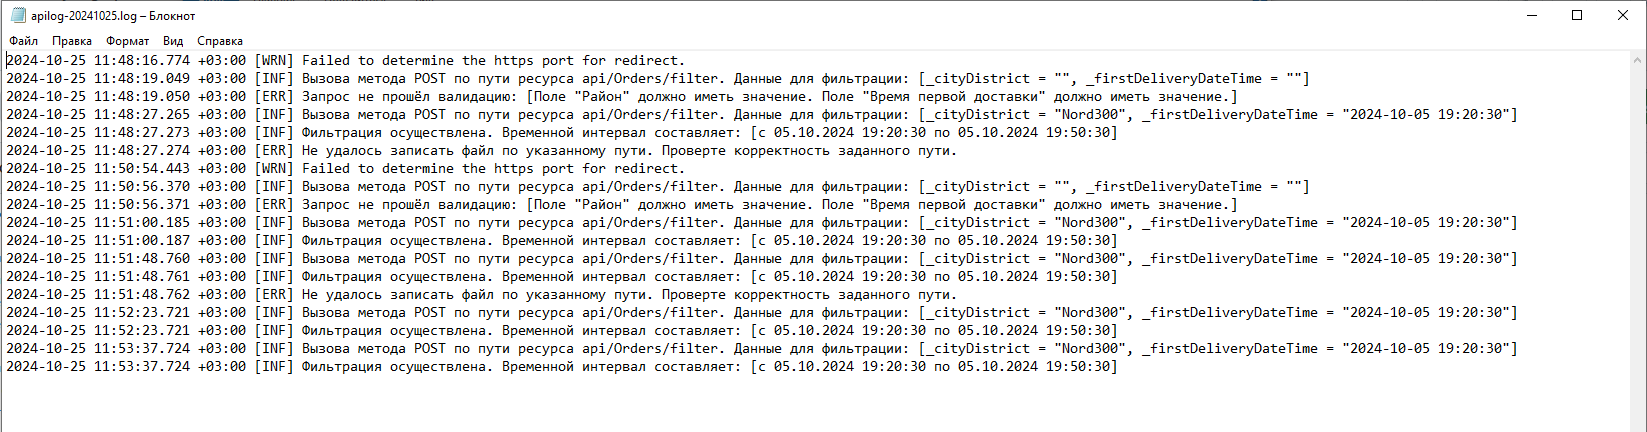 apilog-20241025.log – Блокнот
Файл Правка Формат Вид Справка
2024-10-25 11:48:16.774 +03:00 [WRN] Failed to determine the https port for redirect.
2024-10-25 11:48:19.049 +03:00 [INF] Вызова метода POST по пути ресурса api/Orders/filter. Данные для фильтрации: [_cityDistrict = "", _firstDeliveryDateTime = ""]
2024-10-25 11:48:19.050 +03:00 [ERR] Запрос не прошёл валидацию: [Поле "Район" должно иметь значение. Поле "Время первой доставки" должно иметь значение.]
2024-10-25 11:48:27.265 +03:00 [INF] Вызова метода POST по пути ресурса api/Orders/filter. Данные для фильтрации: [_cityDistrict = "Nord300", _firstDeliveryDateTime = "2024-10-05 19:20:30"]
2024-10-25 11:48:27.273 +03:00 [INF] Фильтрация осуществлена. Временной интервал составляет: [с 05.10.2024 19:20:30 по 05.10.2024 19:50:30]
2024-10-25 11:48:27.274 +03:00 [ERR] Не удалось записать файл по указанному пути. Проверте корректность заданного пути.
2024-10-25 11:50:54.443 +03:00 [WRN] Failed to determine the https port for redirect.
2024-10-25 11:50:56.370 +03:00 [INF] Вызова метода POST по пути ресурса api/Orders/filter. Данные для фильтрации: [_cityDistrict = "", _firstDeliveryDateTime = ""]
2024-10-25 11:50:56.371 +03:00 [ERR] Запрос не прошёл валидацию: [Поле "Район" должно иметь значение. Поле "Время первой доставки" должно иметь значение.]
2024-10-25 11:51:00.185 +03:00 [INF] Вызова метода POST по пути ресурса api/Orders/filter. Данные для фильтрации: [_cityDistrict = "Nord300", _firstDeliveryDateTime = "2024-10-05 19:20:30"]
2024-10-25 11:51:00.187 +03:00 [INF] Фильтрация осуществлена. Временной интервал составляет: [с 05.10.2024 19:20:30 по 05.10.2024 19:50:30]
2024-10-25 11:51:48.760 +03:00 [INF] Вызова метода POST по пути ресурса api/Orders/filter. Данные для фильтрации: [_cityDistrict = "Nord300", _firstDeliveryDateTime = "2024-10-05 19:20:30"]
2024-10-25 11:51:48.761 +03:00 [INF] Фильтрация осуществлена. Временной интервал составляет: [с 05.10.2024 19:20:30 по 05.10.2024 19:50:30]
2024-10-25 11:51:48.762 +03:00 [ERR] Не удалось записать файл по указанному пути. Проверте корректность заданного пути.
2024-10-25 11:52:23.721 +03:00 [INF] Вызова метода POST по пути ресурса api/Orders/filter. Данные для фильтрации: [_cityDistrict = "Nord300", _firstDeliveryDateTime = "2024-10-05 19:20:30"]
2024-10-25 11:52:23.721 +03:00 [INF] Фильтрация осуществлена. Временной интервал составляет: [с 05.10.2024 19:20:30 по 05.10.2024 19:50:30]
2024-10-25 11:53:37.724 +03:00 [INF] Вызова метода POST по пути ресурса api/Orders/filter. Данные для фильтрации: [_cityDistrict = "Nord300", _firstDeliveryDateTime = "2024-10-05 19:20:30"]
2024-10-25 11:53:37.724 +03:00 [INF] Фильтрация осуществлена. Временной интервал составляет: [с 05.10.2024 19:20:30 по 05.10.2024 19:50:30]